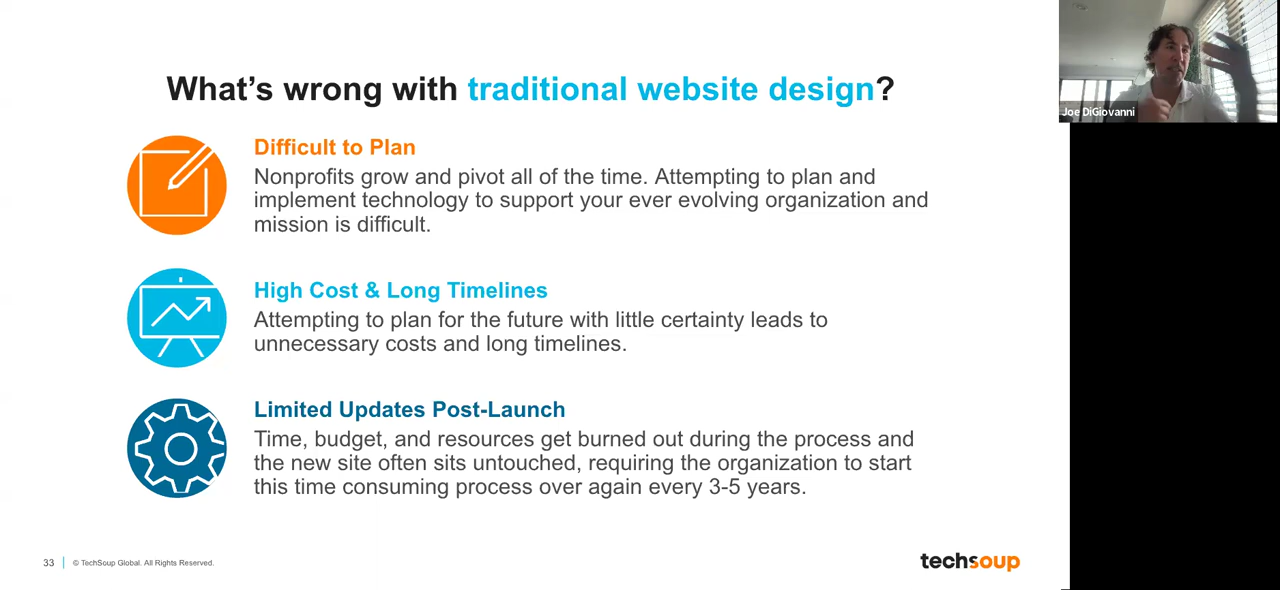 What's wrong with traditional website design?
Difficult to Plan
Nonprofits grow and pivot all of the time. Attempting to plan and
implement technology to support your ever evolving organization and
mission is difficult.
High Cost & Long Timelines
Attempting to plan for the future with little certainty leads to
unnecessary costs and long timelines.
Limited Updates Post-Launch
Time, budget, and resources get burned out during the process and
the new site often sits untouched, requiring the organization to start
this time consuming process over again every 3-5 years.
33
© TechSoup Global. All Rights Reserved.
techsoup
Joe DiGiovanni